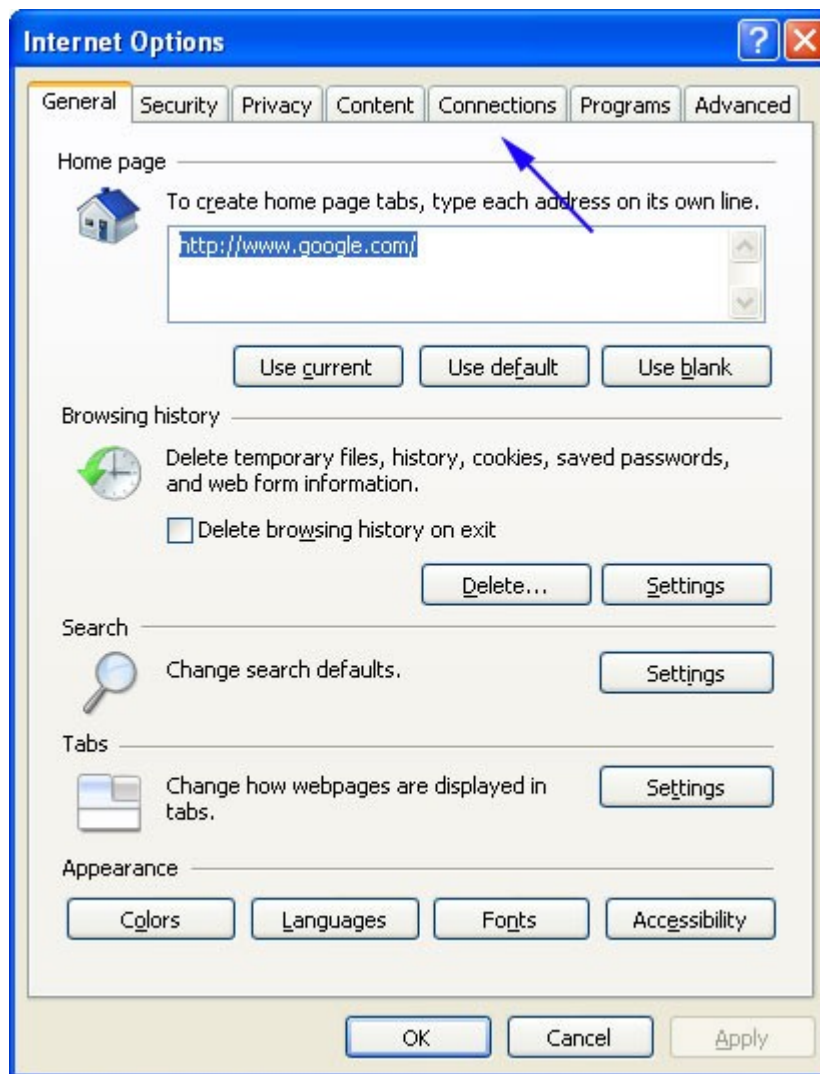 Internet Options
General Security Privacy Content Connections Programs Advanced
Home page
To create home page tabs, type each address on its own line.
http://www.google.com/
Use current Use default Use blank
Browsing history
Delete temporary files, history, cookies, saved passwords,
and web form information.
Delete browsing history on exit
Delete... Settings
Search
Change search defaults.
Settings
Tabs
Change how webpages are displayed in
tabs.
Settings
Appearance
Colors Languages Fonts Accessibility
OK Cancel Apply